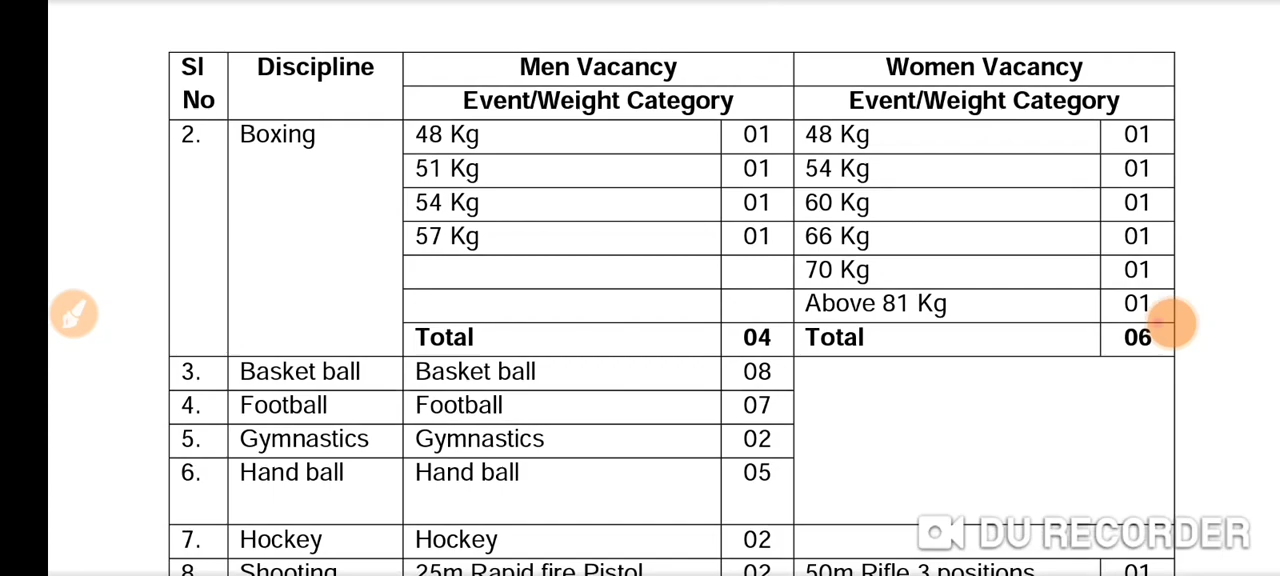 Sl No Discipline Men Vacancy Women Vacancy
Event/Weight Category Event/Weight Category
2. Boxing 48 Kg 01 48 Kg 01
51 Kg 01 54 Kg 01
54 Kg 01 60 Kg 01
57 Kg 01 66 Kg 01
70 Kg 01
Above 81 Kg 01
Total 04 Total 06
3. Basket ball Basket ball 08
4. Football Football 07
5. Gymnastics Gymnastics 02
6. Hand ball Hand ball 05
7. Hockey Hockey 02
8. Shooting 25m Rapid fire Pistol 02 50m Rifle 3 positions 01
DU RECORDER